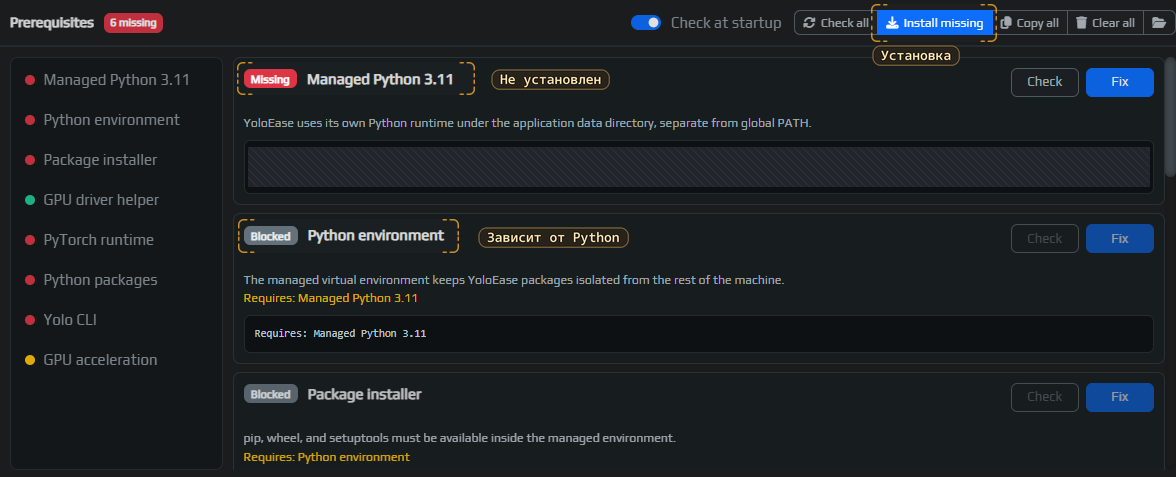 Prerequisites 6 missing Check at startup Check all Install missing Copy all Clear all
Установка
Managed Python 3.11
Python environment
Package installer
GPU driver helper
PyTorch runtime
Python packages
Yolo CLI
GPU acceleration
Missing Managed Python 3.11 Не установлен Check Fix
YoloEase uses its own Python runtime under the application data directory, separate from global PATH.
Blocked Python environment Зависит от Python Check Fix
The managed virtual environment keeps YoloEase packages isolated from the rest of the machine.
Requires: Managed Python 3.11
Requires: Managed Python 3.11
Blocked Package installer Check Fix
pip, wheel, and setuptools must be available inside the managed environment.
Requires: Python environment